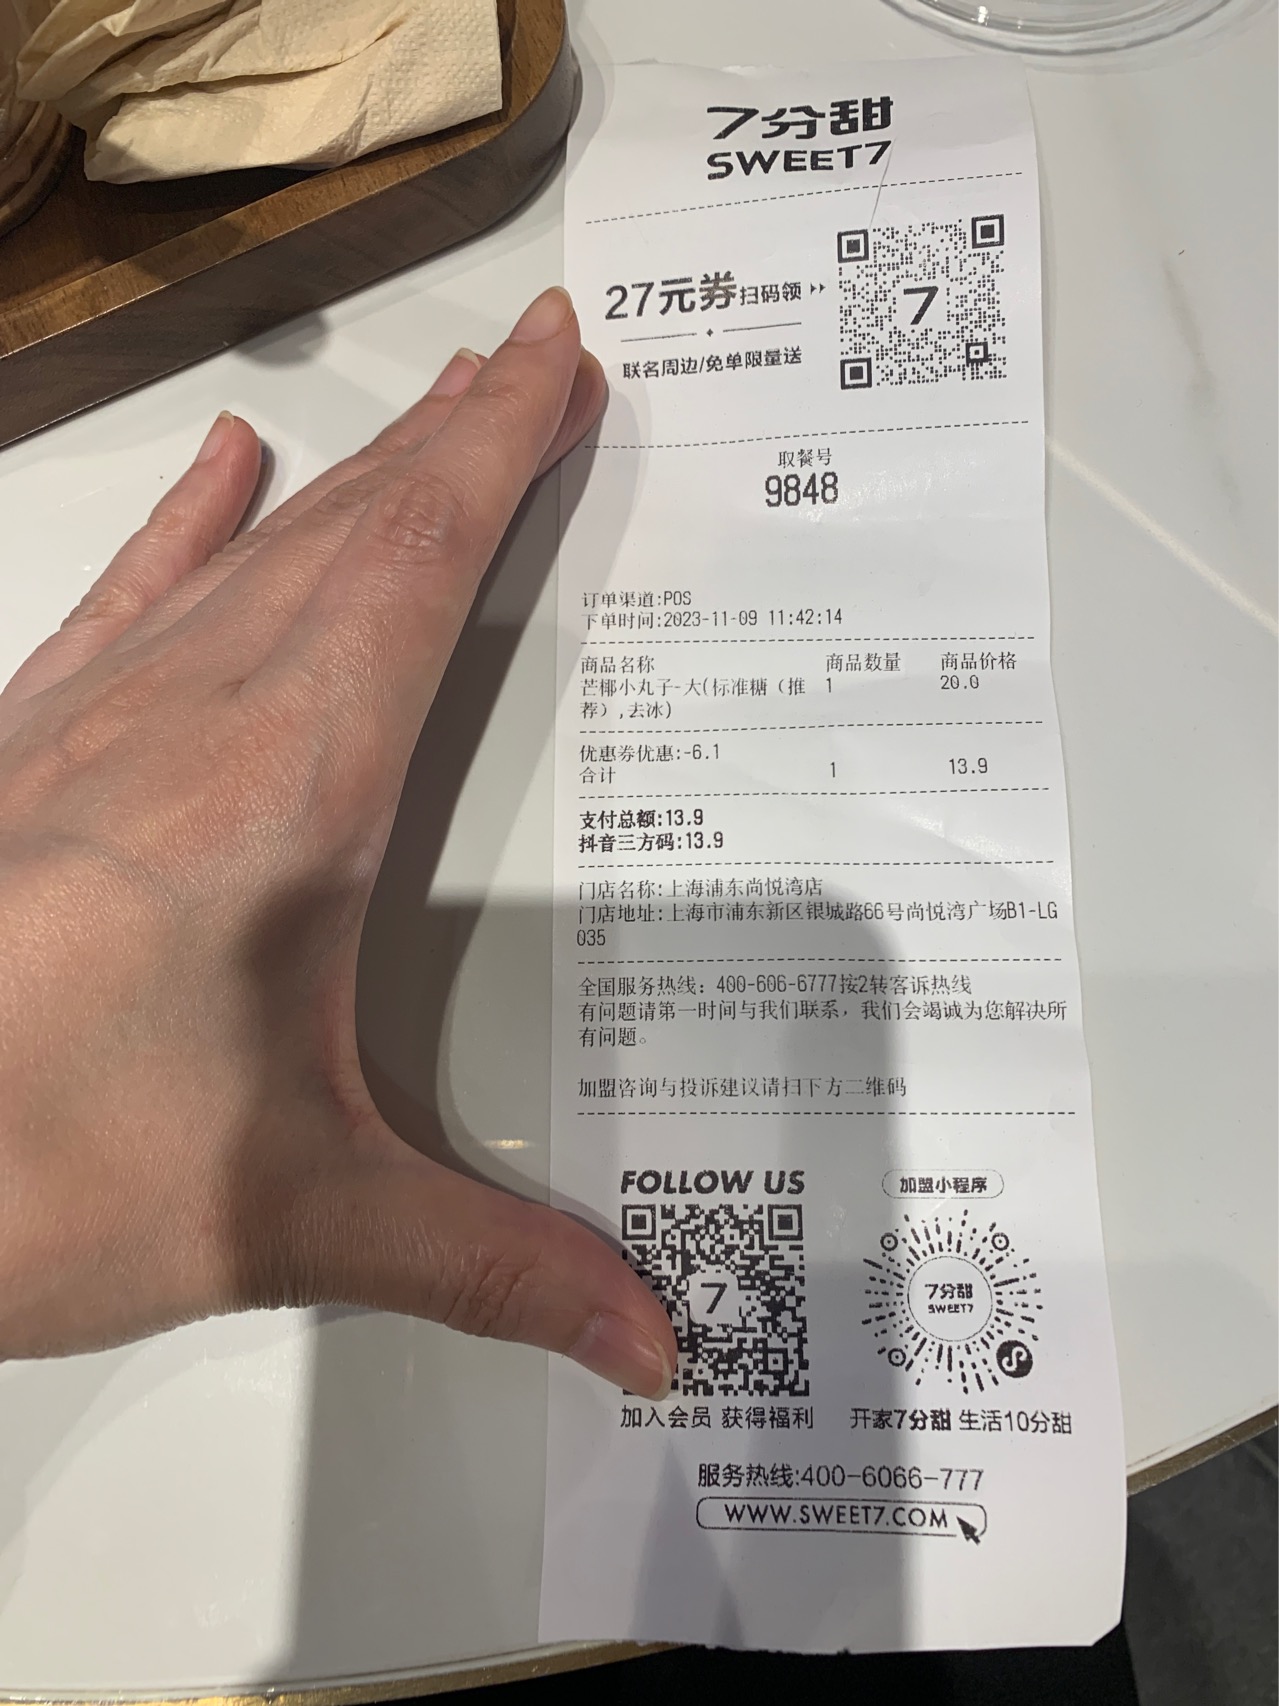 7分甜
SWEET7
27元券扫码领
联名周边/免单限量送
7
取餐号
9848
订单渠道:POS
下单时间:2023-11-09 11:42:14
商品名称 商品数量 商品价格
芒椰小丸子-大(标准糖（推 1 20.0
荐）,去冰)
优惠券优惠:-6.1
合计 1 13.9
支付总额:13.9
抖音三方码:13.9
门店名称:上海浦东尚悦湾店
门店地址:上海市浦东新区银城路66号尚悦湾广场B1-LG
035
全国服务热线：400-606-6777按2转客诉热线
有问题请第一时间与我们联系，我们会竭诚为您解决所
有问题。
加盟咨询与投诉建议请扫下方二维码
FOLLOW US
7
加入会员 获得福利
加盟小程序
7分甜
SWEET7
开家7分甜 生活10分甜
服务热线:400-6066-777
WWW.SWEET7.COM